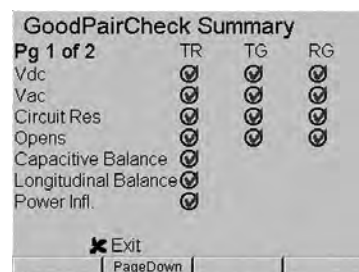 GoodPairCheck Summary
Pg 1 of 2 TR TG RG
Vdc
Vac
Circuit Res
Opens
Capacitive Balance
Longitudinal Balance
Power Infl.
Exit
PageDown